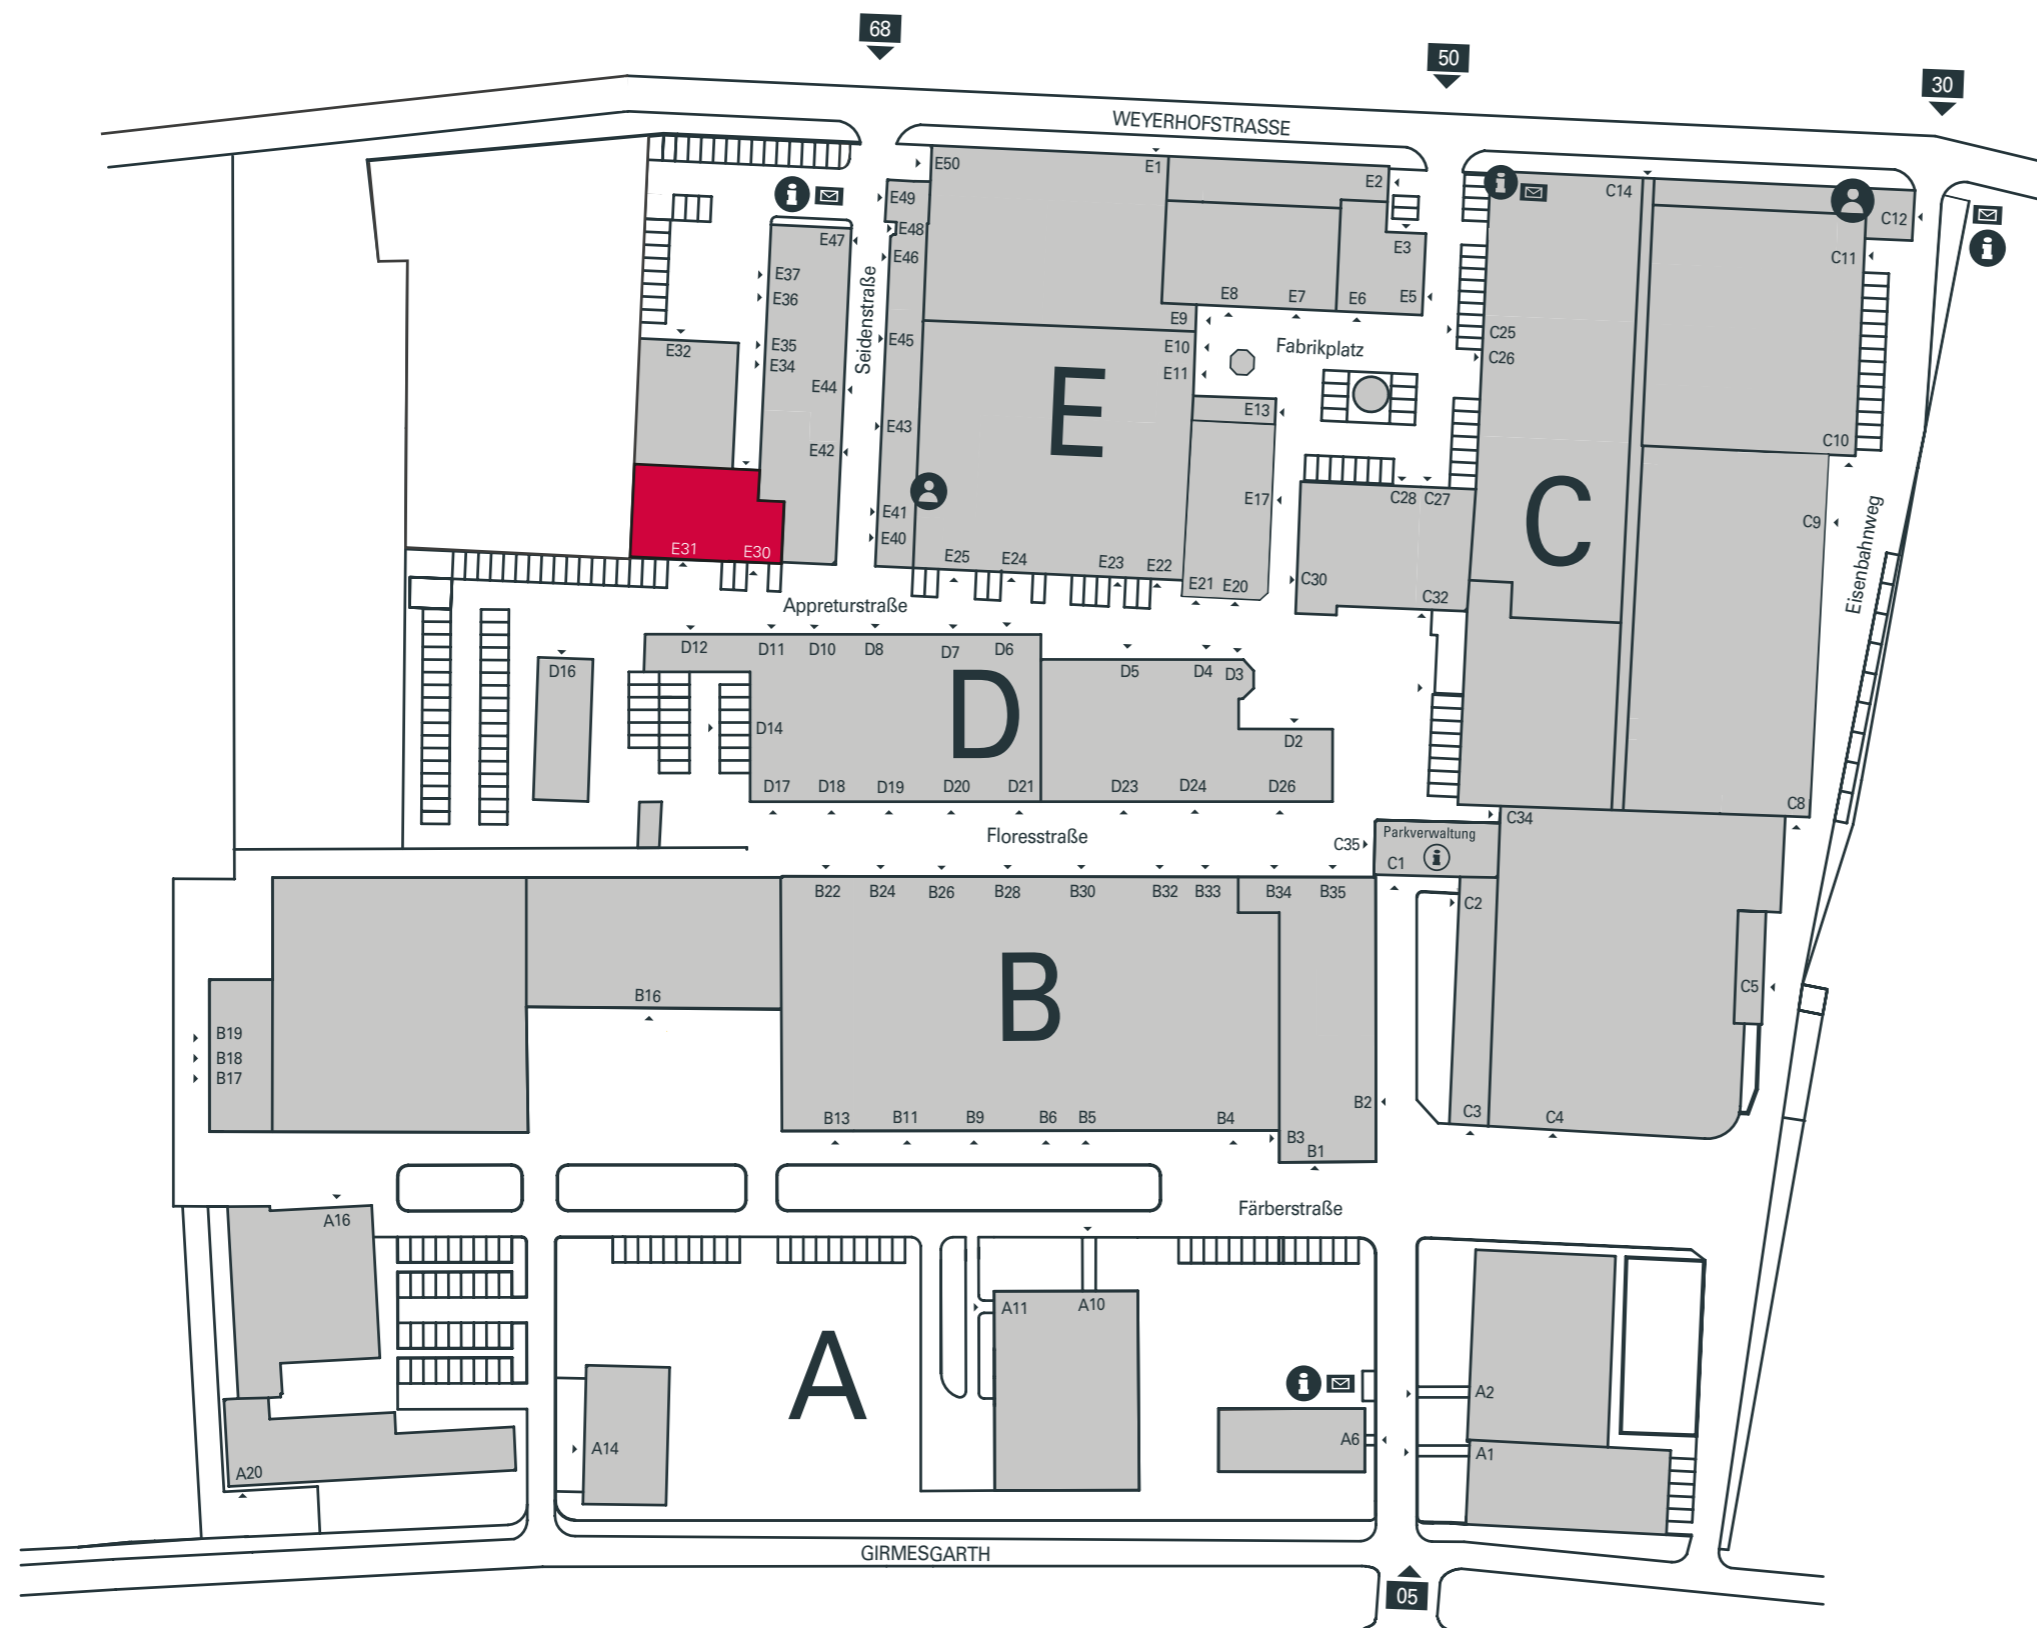 68
50
30
WEYERHOFSTRASSE
E50
E1
E2
C14
C12
E49
E48
E47
E46
E3
C11
E37
E36
E8
E7
E6
E5
E9
Seidenstraße
E45
E10
Fabrikplatz
C25
C26
E32
E35
E34
E11
E44
E13
E
E43
E42
C10
E17
C28
C27
C
C9
Eisenbahnweg
E41
E40
E31
E30
E25
E24
E23
E22
E21
E20
C30
C32
Appreturstraße
D12
D11
D10
D8
D7
D6
D16
D5
D4
D3
D
D14
D2
D17
D18
D19
D20
D21
D23
D24
D26
C8
C34
Floresstraße
Parkverwaltung
C35
C1
B22
B24
B26
B28
B30
B32
B33
B34
B35
C2
B
B16
C5
B19
B18
B17
B13
B11
B9
B6
B5
B4
B2
B3
B1
C3
C4
Färberstraße
A16
A11
A10
A
A2
A14
A6
A1
A20
GIRMESGARTH
05